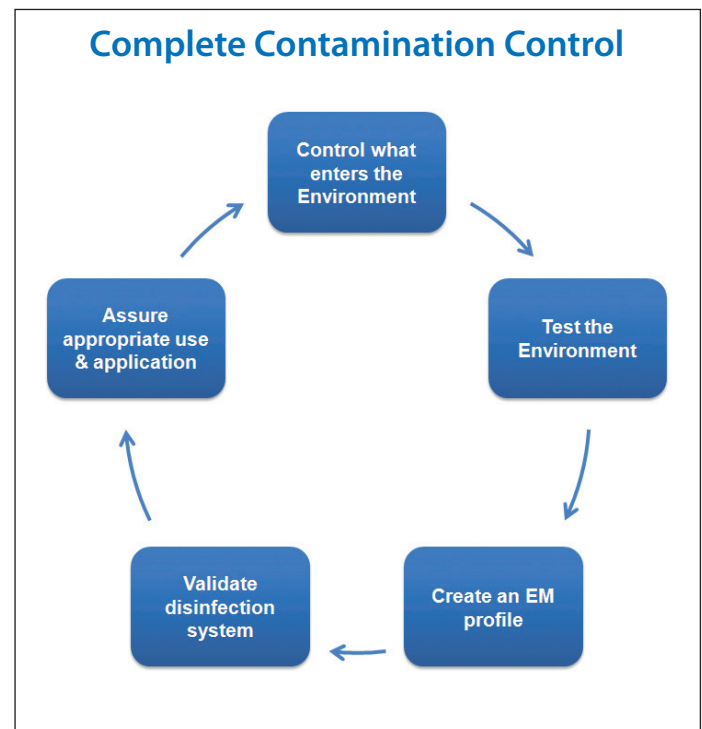 Complete Contamination Control
Control what
enters the
Environment
Test the
Environment
Create an EM
profile
Validate
disinfection
system
Assure
appropriate use
& application